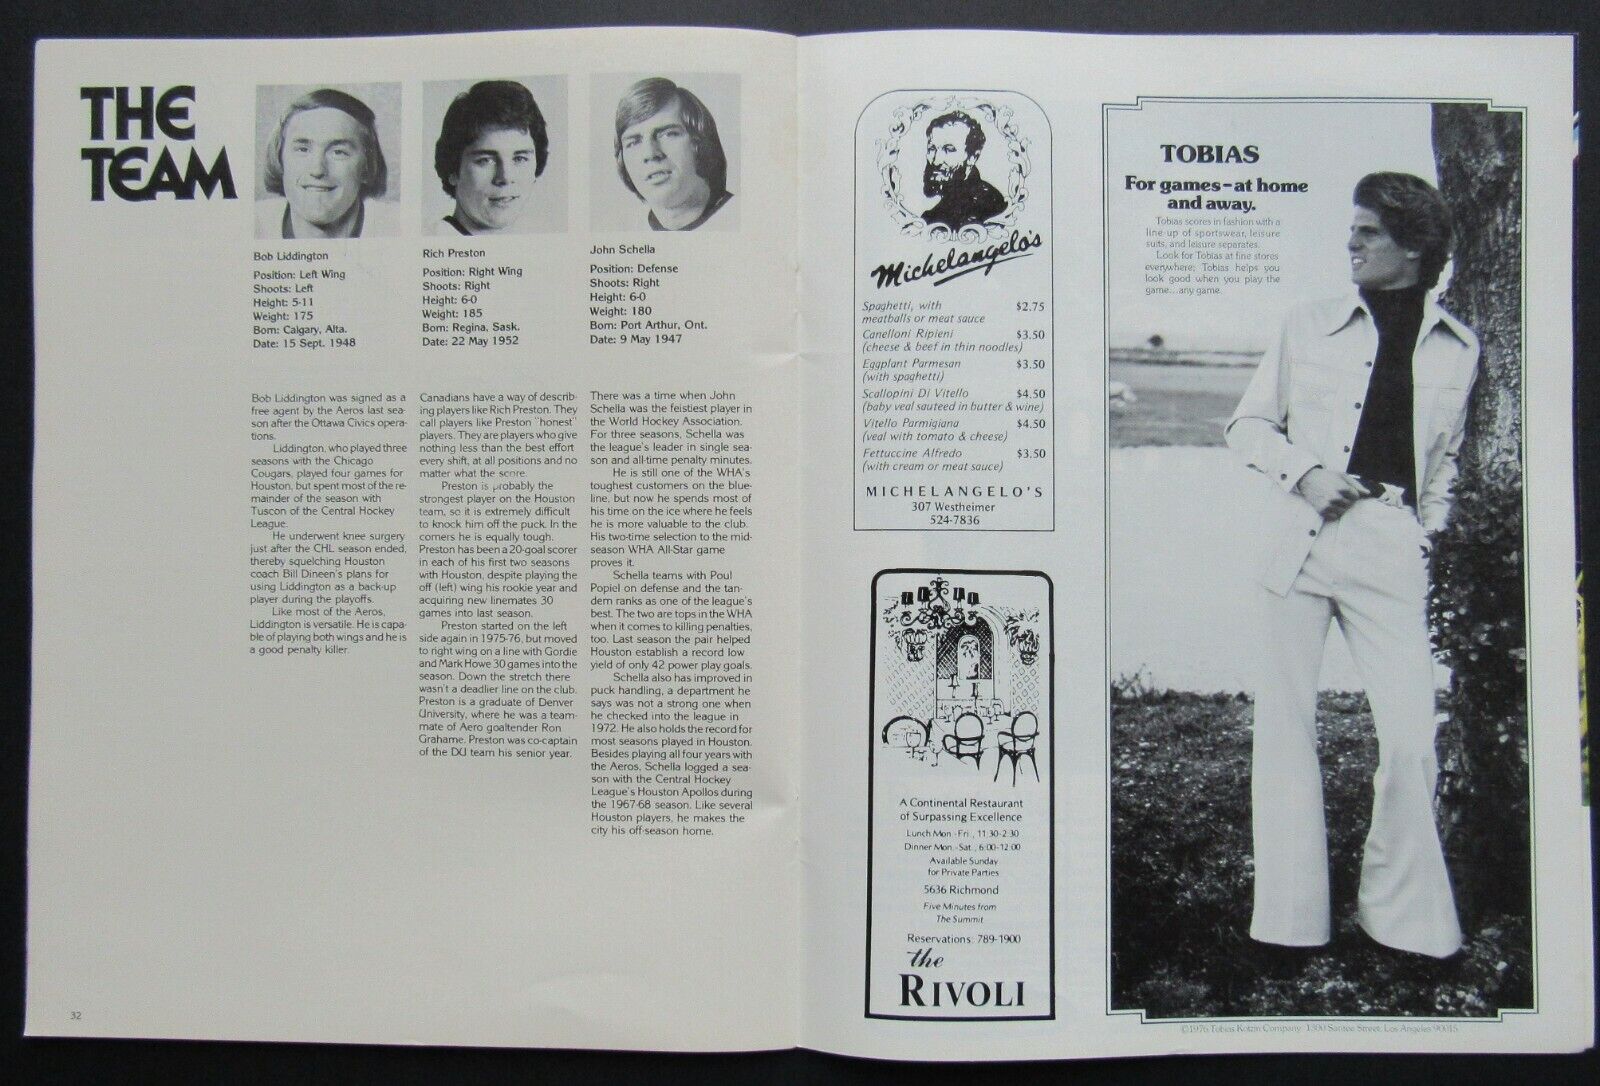 THE
TEAM
Bob Liddington
Position: Left Wing
Shoots: Left
Height: 5-11
Weight: 175
Born: Calgary, Alta.
Date: 15 Sept. 1948
Rich Preston
Position: Right Wing
Shoots: Right
Height: 6-0
Weight: 185
Born: Regina, Sask.
Date: 22 May 1952
John Schella
Position: Defense
Shoots: Right
Height: 6-0
Weight: 180
Born: Port Arthur, Ont.
Date: 9 May 1947
Bob Liddington was signed as a
free agent by the Aeros last sea-
son after the Ottawa Civics opera-
tions.
Liddington, who played three
seasons with the Chicago
Cougars, played four games for
Houston, but spent most of the re-
mainder of the season with
Tuscon of the Central Hockey
League.
He underwent knee surgery
just after the CHL season ended,
thereby squelching Houston
coach Bill Dineen's plans for
using Liddington as a back-up
player during the playoffs.
Like most of the Aeros,
Liddington is versatile. He is capa-
ble of playing both wings and he is
a good penalty killer.
Canadians have a way of describ-
ing players like Rich Preston. They
call players like Preston "honest"
players. They are players who give
nothing less than the best effort
every shift, at all positions and no
matter what the score.
Preston is probably the
strongest player on the Houston
team, so it is extremely difficult
to knock him off the puck. In the
corners he is equally tough.
Preston has been a 20-goal scorer
in each of his first two seasons
with Houston, despite playing the
off (left) wing his rookie year and
acquiring new linemates 30
games into last season.
Preston started on the left
side again in 1975-76, but moved
to right wing on a line with Gordie
and Mark Howe 30 games into the
season. Down the stretch there
wasn't a deadlier line on the club.
Preston is a graduate of Denver
University, where he was a team-
mate of Aero goaltender Ron
Grahame. Preston was co-captain
of the DU team his senior year.
There was a time when John
Schella was the feistiest player in
the World Hockey Association.
For three seasons, Schella was
the league's leader in single sea-
son and all-time penalty minutes.
He is still one of the WHA's
toughest customers on the blue-
line, but now he spends most of
his time on the ice where he feels
he is more valuable to the club.
His two-time selection to the mid-
season WHA All-Star game
proves it.
Schella teams with Poul
Popiel on defense and the tan-
dem ranks as one of the league's
best. The two are tops in the WHA
when it comes to killing penalties,
too. Last season the pair helped
Houston establish a record low
yield of only 42 power play goals.
Schella also has improved in
puck handling, a department he
says was not a strong one when
he checked into the league in
1972. He also holds the record for
most seasons played in Houston.
Besides playing all four years with
the Aeros, Schella logged a sea-
son with the Central Hockey
League's Houston Apollos during
the 1967-68 season. Like several
Houston players, he makes the
city his off-season home.
32
Michelangelo's
Spaghetti, with $2.75
meatballs or meat sauce
Canelloni Ripieni $3.50
(cheese & beef in thin noodles)
Eggplant Parmesan $3.50
(with spaghetti)
Scallopini Di Vitello $4.50
(baby veal sauteed in butter & wine)
Vitello Parmigiana $4.50
(veal with tomato & cheese)
Fettuccine Alfredo $3.50
(with cream or meat sauce)
MICHELANGELO'S
307 Westheimer
524-7836
A Continental Restaurant
of Surpassing Excellence
Lunch Mon.-Fri., 11:30-2:30
Dinner Mon.-Sat., 6:00-12:00
Available Sunday
for Private Parties
5636 Richmond
Five Minutes from
The Summit
Reservations: 789-1900
the
RIVOLI
TOBIAS
For games-at home
and away.
Tobias scores in fashion with a
line-up of sportswear, leisure
suits, and leisure separates.
Look for Tobias at fine stores
everywhere; Tobias helps you
look good when you play the
game...any game.
©1976 Tobias Kotzin Company 1300 Santee Street, Los Angeles 90015